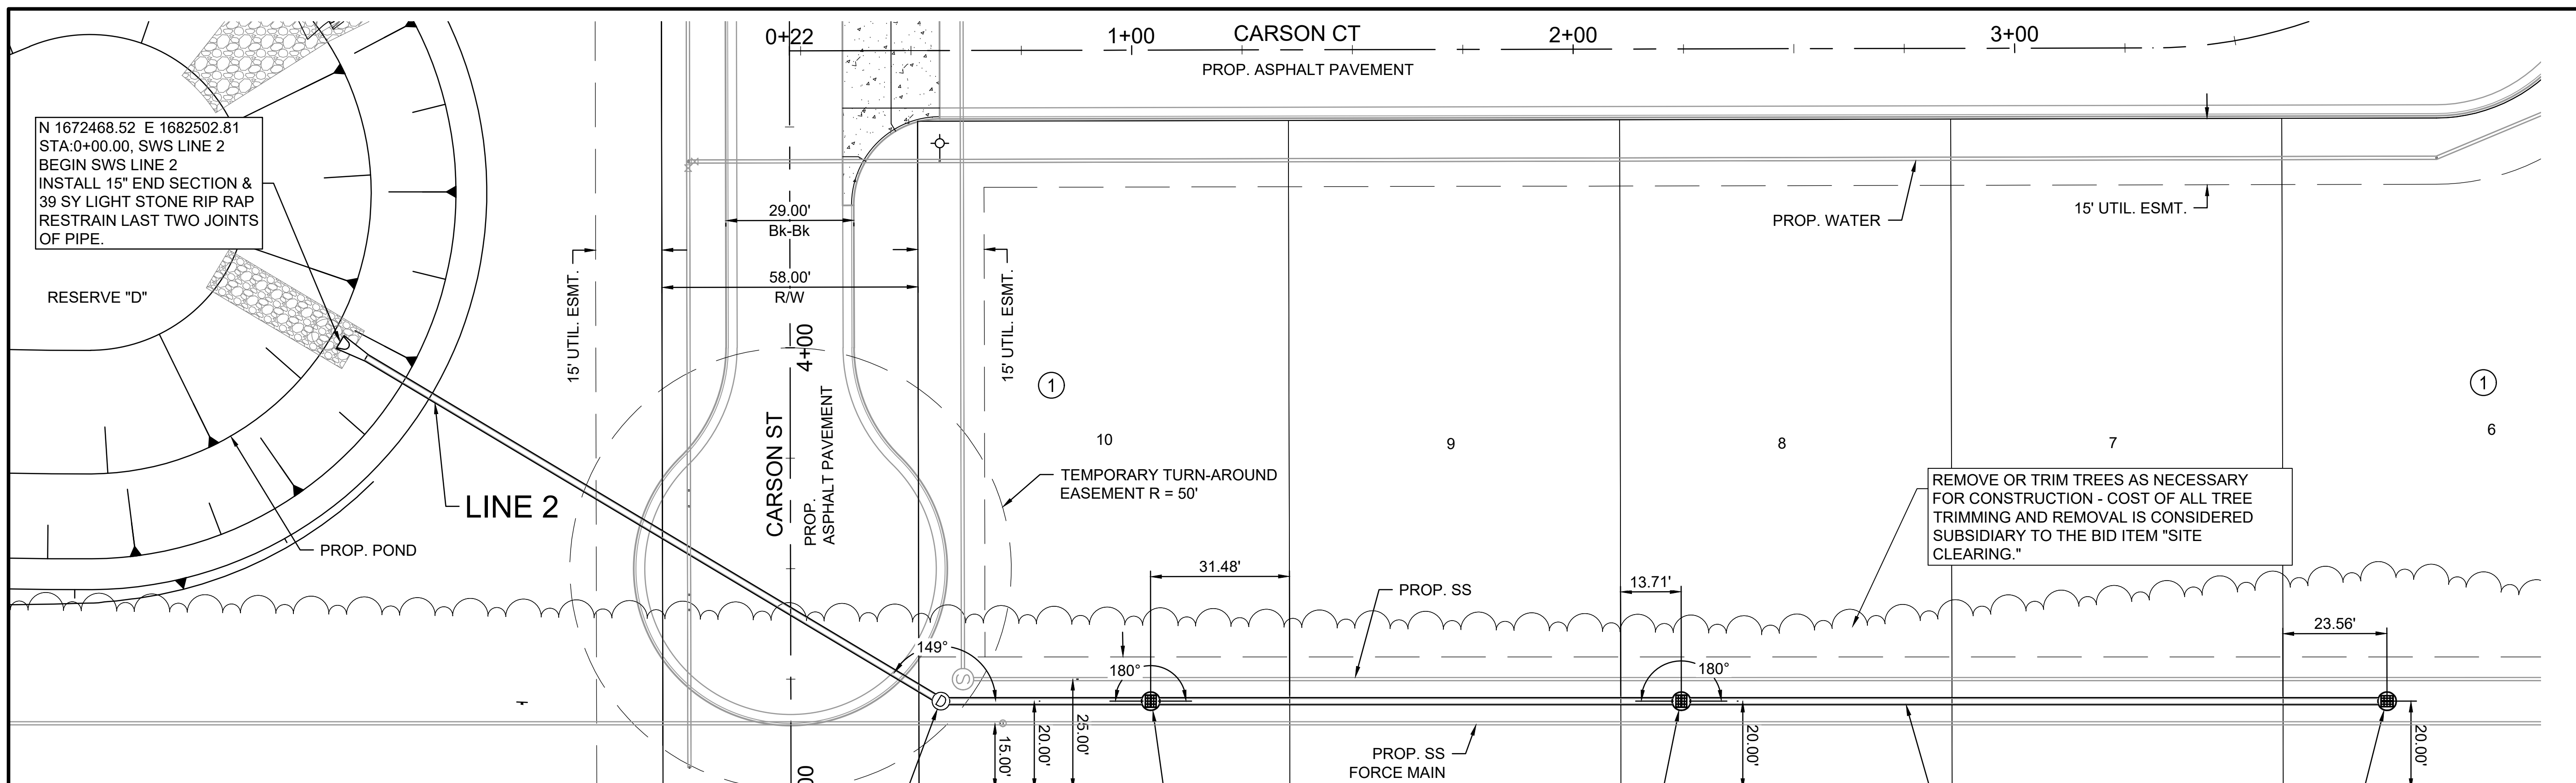 0+22
1+00
CARSON CT
2+00
3+00
PROP. ASPHALT PAVEMENT
N 1672468.52 E 1682502.81
STA:0+00.00, SWS LINE 2
BEGIN SWS LINE 2
INSTALL 15" END SECTION &
39 SY LIGHT STONE RIP RAP
RESTRAIN LAST TWO JOINTS
OF PIPE.
RESERVE "D"
29.00'
Bk-Bk
58.00'
R/W
15' UTIL. ESMT.
15' UTIL. ESMT.
PROP. WATER
15' UTIL. ESMT.
4+00
CARSON ST
PROP.
ASPHALT PAVEMENT
1
10
9
8
7
1
6
TEMPORARY TURN-AROUND
EASEMENT R = 50'
LINE 2
PROP. POND
REMOVE OR TRIM TREES AS NECESSARY
FOR CONSTRUCTION - COST OF ALL TREE
TRIMMING AND REMOVAL IS CONSIDERED
SUBSIDIARY TO THE BID ITEM "SITE
CLEARING."
31.48'
PROP. SS
13.71'
23.56'
149°
180°
180°
S
D
D
15.00'
20.00'
25.00'
20.00'
20.00'
PROP. SS
FORCE MAIN
00